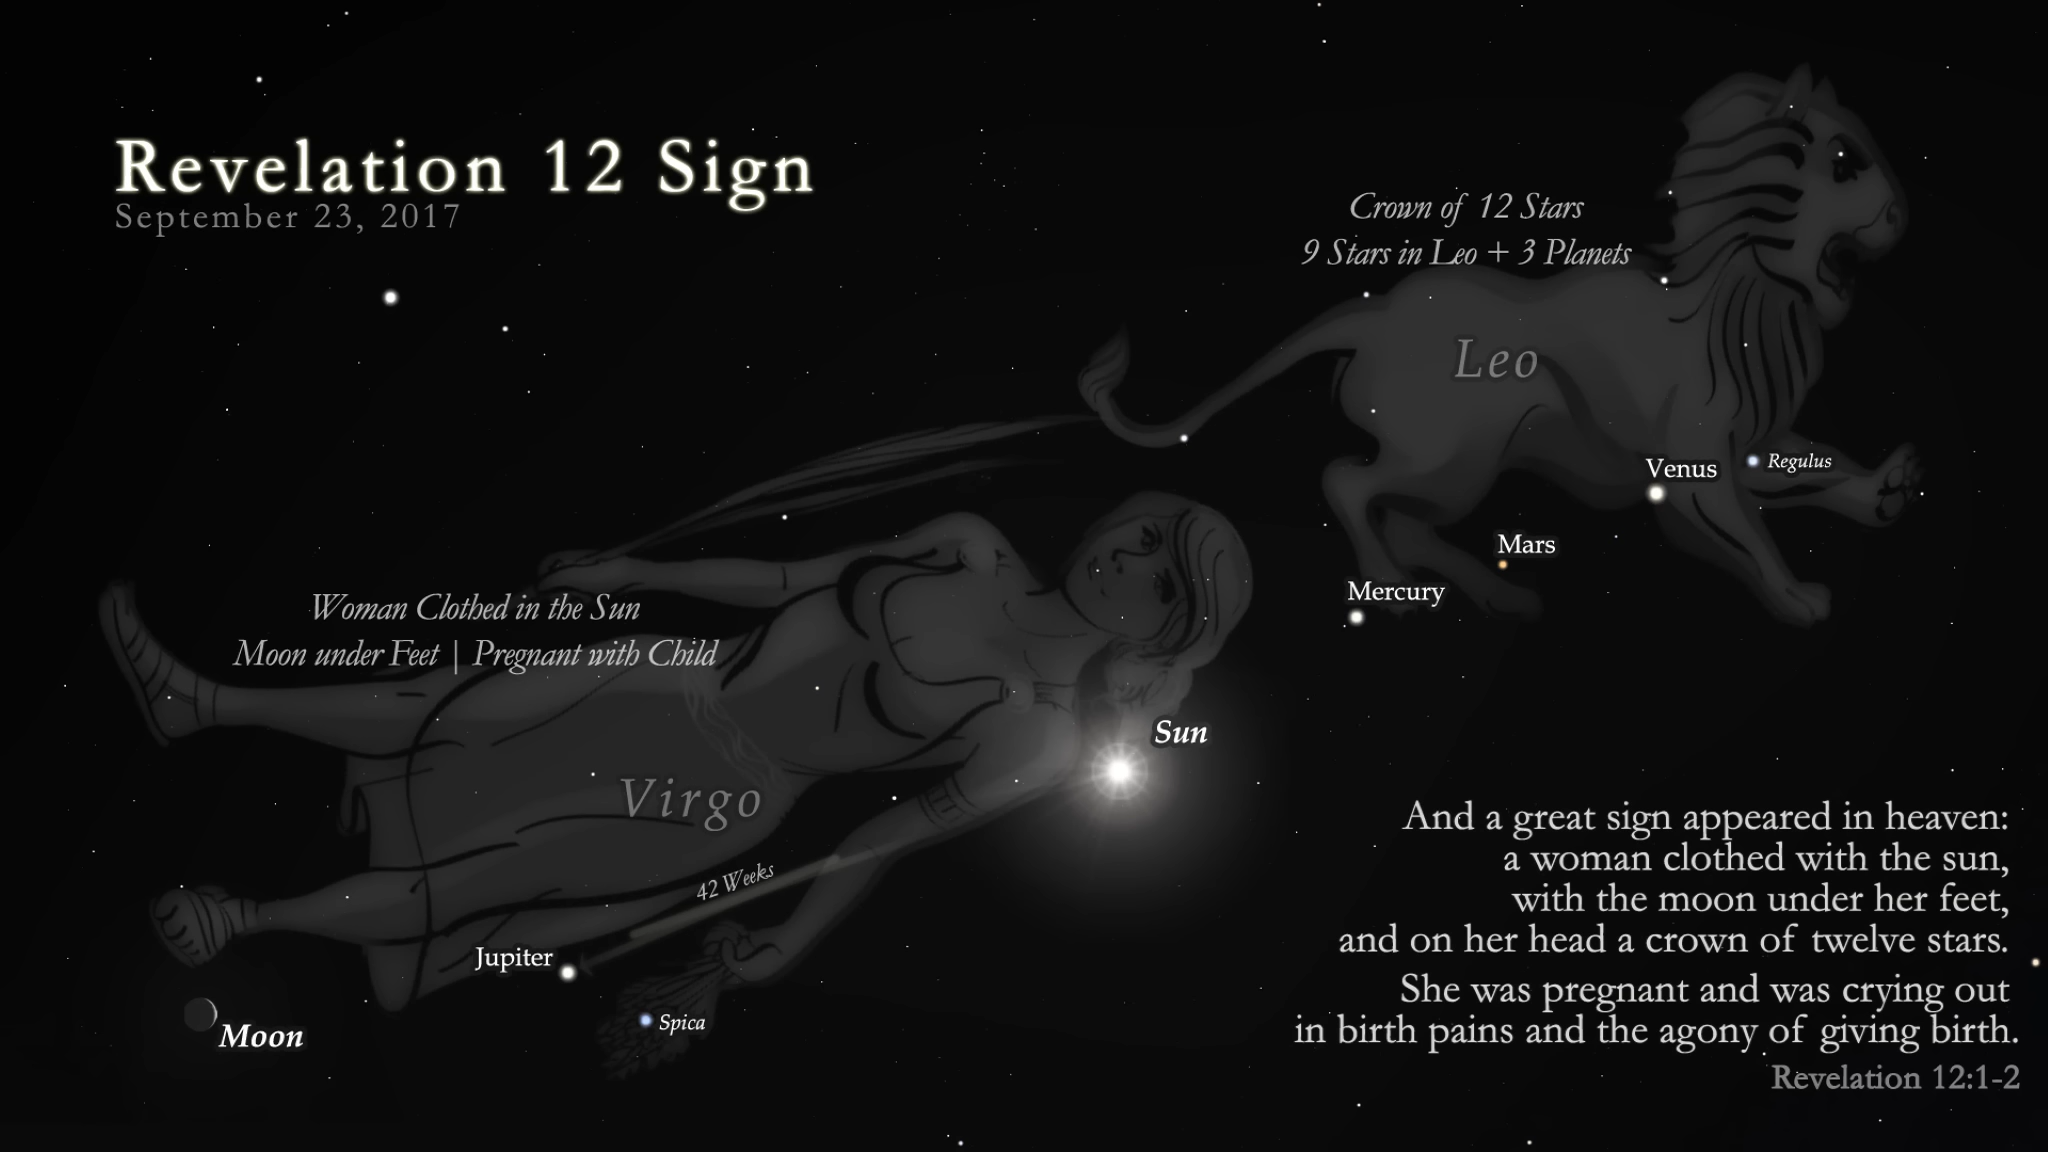 Revelation 12 Sign
September 23, 2017
Crown of 12 Stars
9 Stars in Leo + 3 Planets
Leo
Venus
Regulus
Mars
Mercury
Woman Clothed in the Sun
Moon under Feet | Pregnant with Child
Sun
Virgo
42 Weeks
Jupiter
Spica
Moon
And a great sign appeared in heaven:
a woman clothed with the sun,
with the moon under her feet,
and on her head a crown of twelve stars.
She was pregnant and was crying out
in birth pains and the agony of giving birth.
Revelation 12:1-2